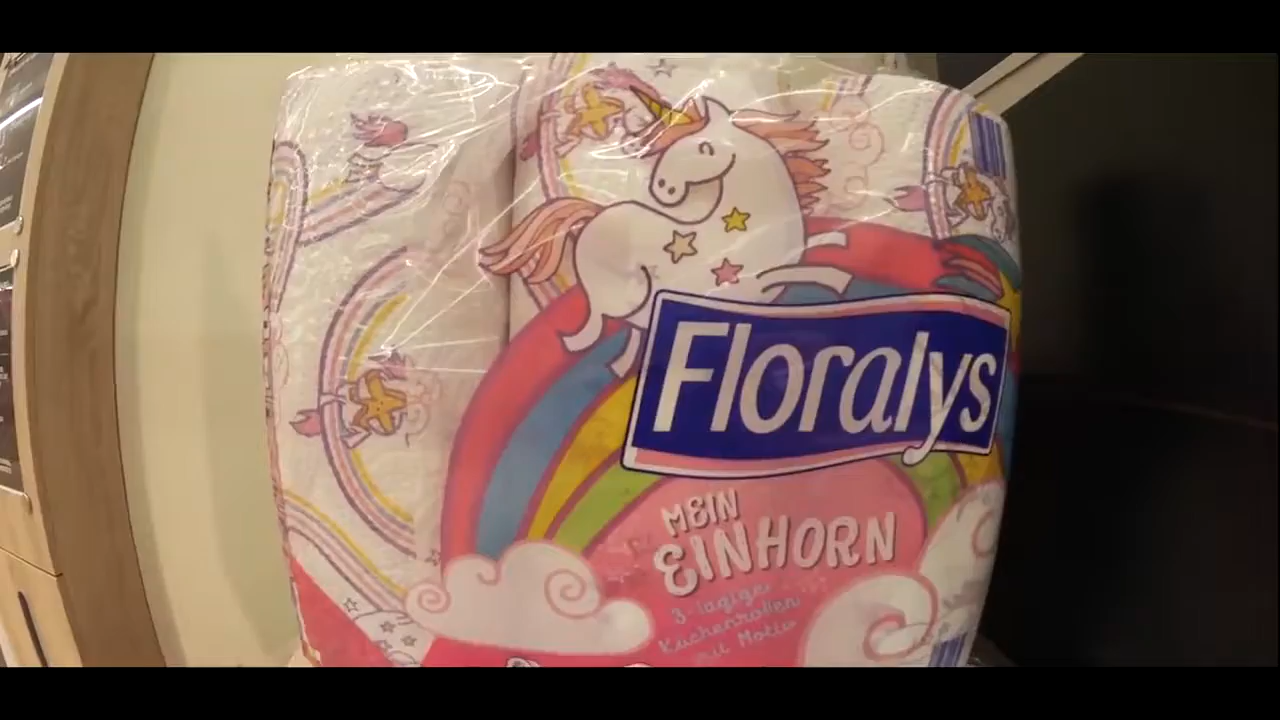 Floralys
MEIN
EINHORN
3-lagige
Küchenrollen
mit Motiv